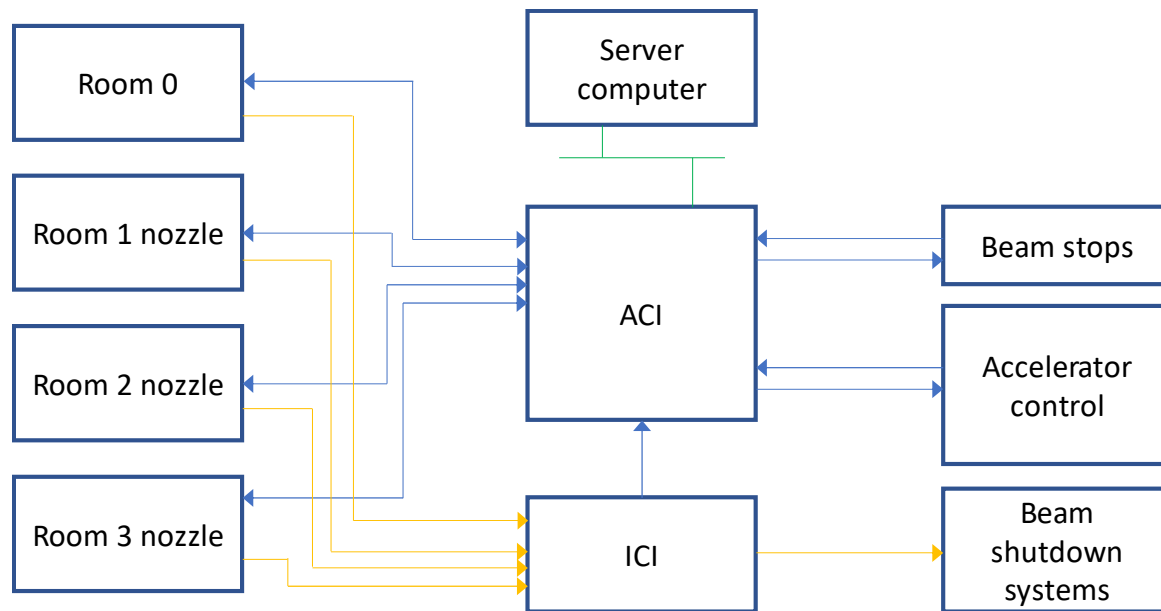 Room 0
Room 1 nozzle
Room 2 nozzle
Room 3 nozzle
Server
computer
ACI
ICI
Beam stops
Accelerator
control
Beam
shutdown
systems